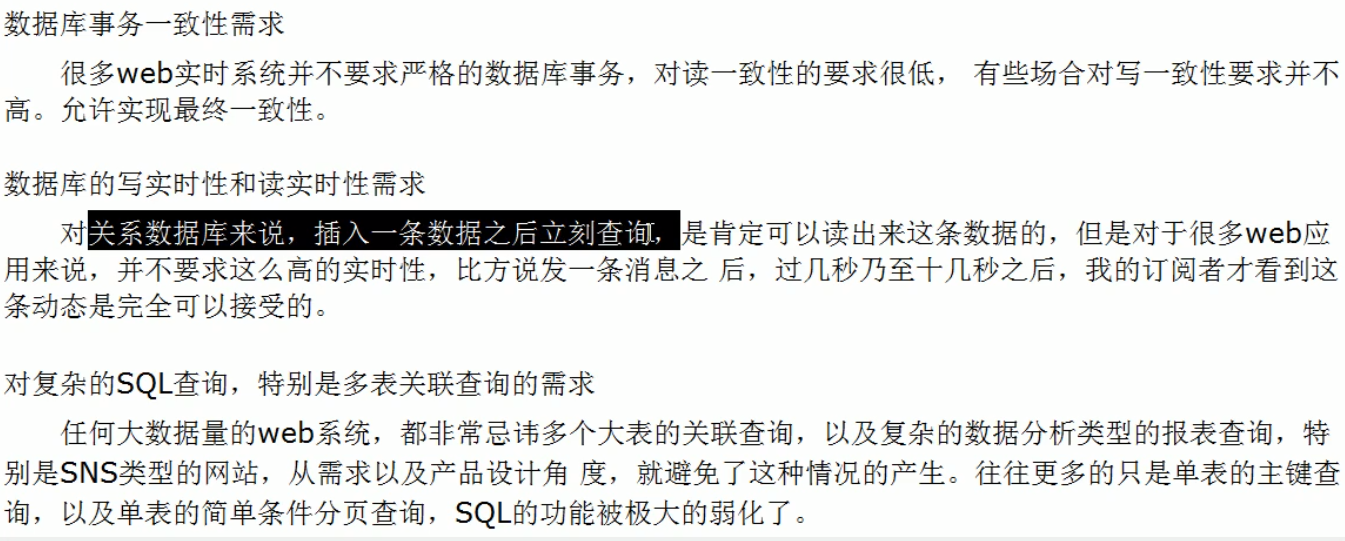 数据库事务一致性需求
很多web实时系统并不要求严格的数据库事务，对读一致性的要求很低， 有些场合对写一致性要求并不
高。允许实现最终一致性。
数据库的写实时性和读实时性需求
对关系数据库来说，插入一条数据之后立刻查询，是肯定可以读出来这条数据的，但是对于很多web应
用来说，并不要求这么高的实时性，比方说发一条消息之 后，过几秒乃至十几秒之后，我的订阅者才看到这
条动态是完全可以接受的。
对复杂的SQL查询，特别是多表关联查询的需求
任何大数据量的web系统，都非常忌讳多个大表的关联查询，以及复杂的数据分析类型的报表查询，特
别是SNS类型的网站，从需求以及产品设计角 度，就避免了这种情况的产生。往往更多的只是单表的主键查
询，以及单表的简单条件分页查询，SQL的功能被极大的弱化了。